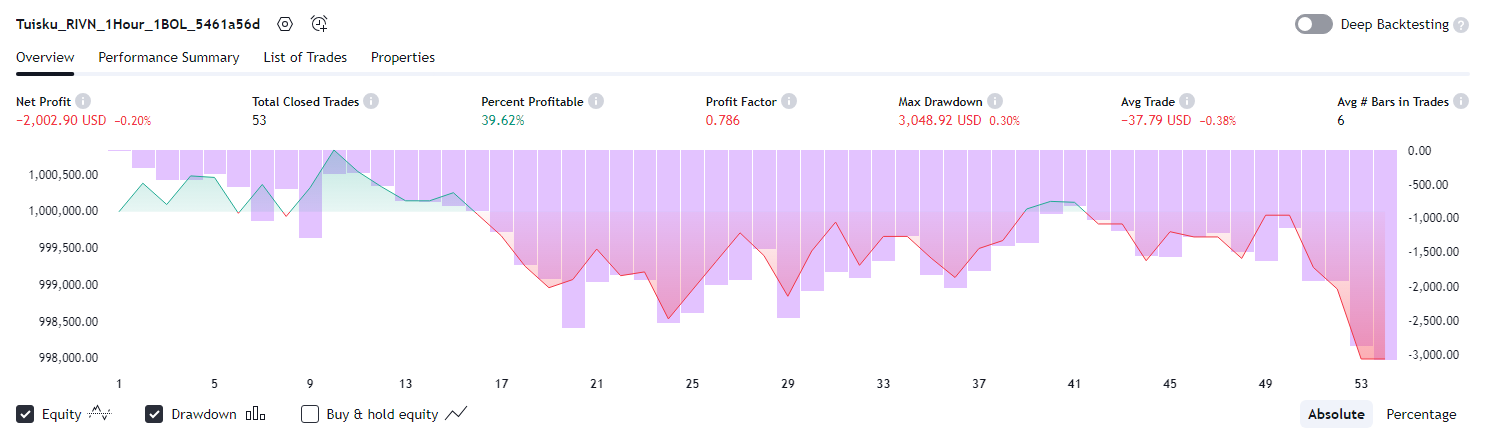 Tuisku_RIVN_1Hour_1BOL_5461a56d
Deep Backtesting ?
Overview Performance Summary List of Trades Properties
Net Profit i Total Closed Trades i Percent Profitable i Profit Factor i Max Drawdown i Avg Trade i Avg # Bars in Trades i
−2,002.90 USD −0.20% 53 39.62% 0.786 3,048.92 USD 0.30% −37.79 USD −0.38% 6
0.00
1,000,500.00 -500.00
1,000,000.00 -1,000.00
999,500.00 -1,500.00
999,000.00 -2,000.00
998,500.00 -2,500.00
998,000.00 -3,000.00
1 5 9 13 17 21 25 29 33 37 41 45 49 53
Equity Drawdown Buy & hold equity Absolute Percentage